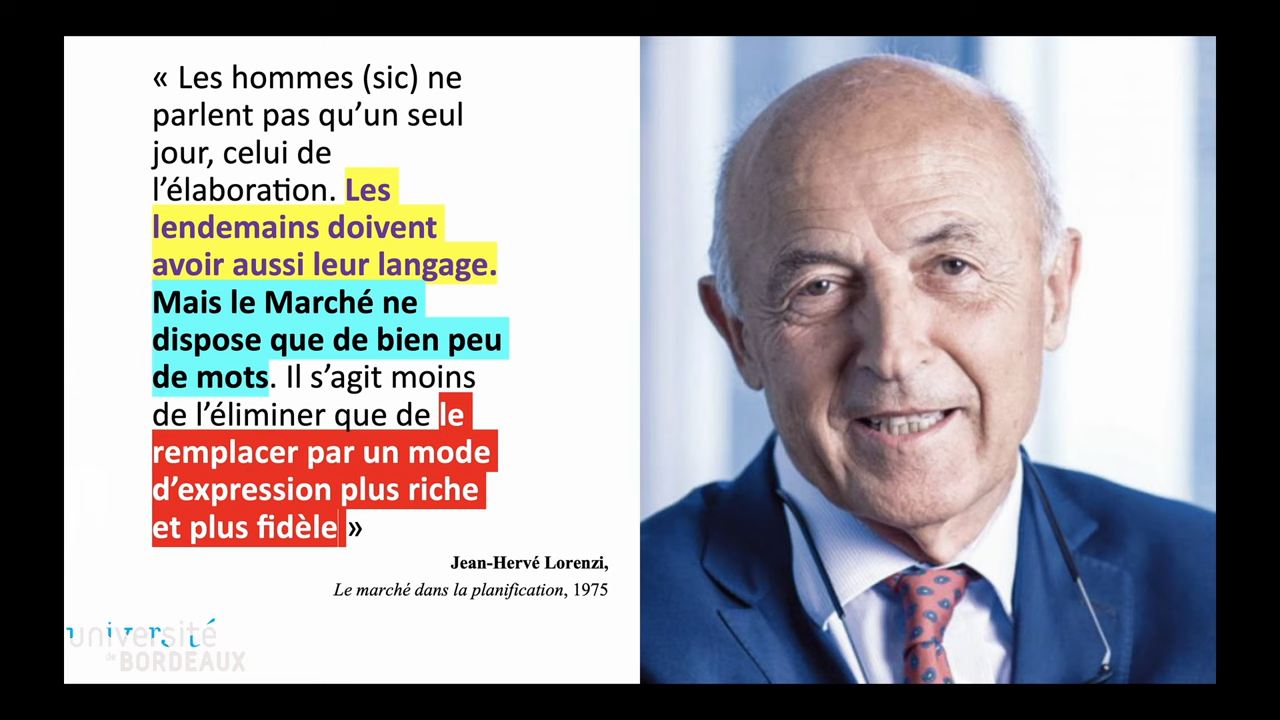 « Les hommes (sic) ne
parlent pas qu’un seul
jour, celui de
l’élaboration. Les
lendemains doivent
avoir aussi leur langage.
Mais le Marché ne
dispose que de bien peu
de mots. Il s’agit moins
de l’éliminer que de le
remplacer par un mode
d’expression plus riche
et plus fidèle »
Jean-Hervé Lorenzi,
Le marché dans la planification, 1975
université
de BORDEAUX